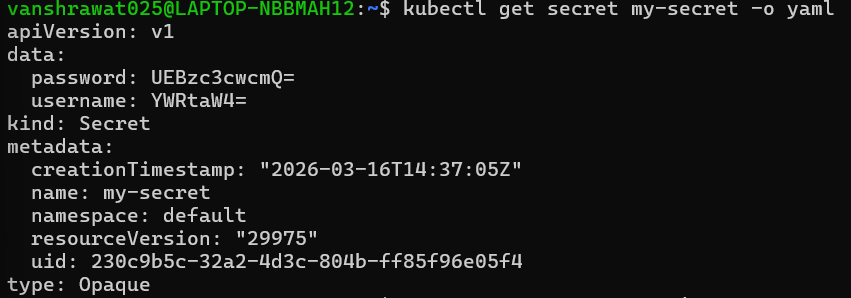 vanshrawat025@LAPTOP-NBBMAH12:~$ kubectl get secret my-secret -o yaml
apiVersion: v1
data:
  password: UEBzc3cwcmQ=
  username: YWRtaW4=
kind: Secret
metadata:
  creationTimestamp: "2026-03-16T14:37:05Z"
  name: my-secret
  namespace: default
  resourceVersion: "29975"
  uid: 230c9b5c-32a2-4d3c-804b-ff85f96e05f4
type: Opaque